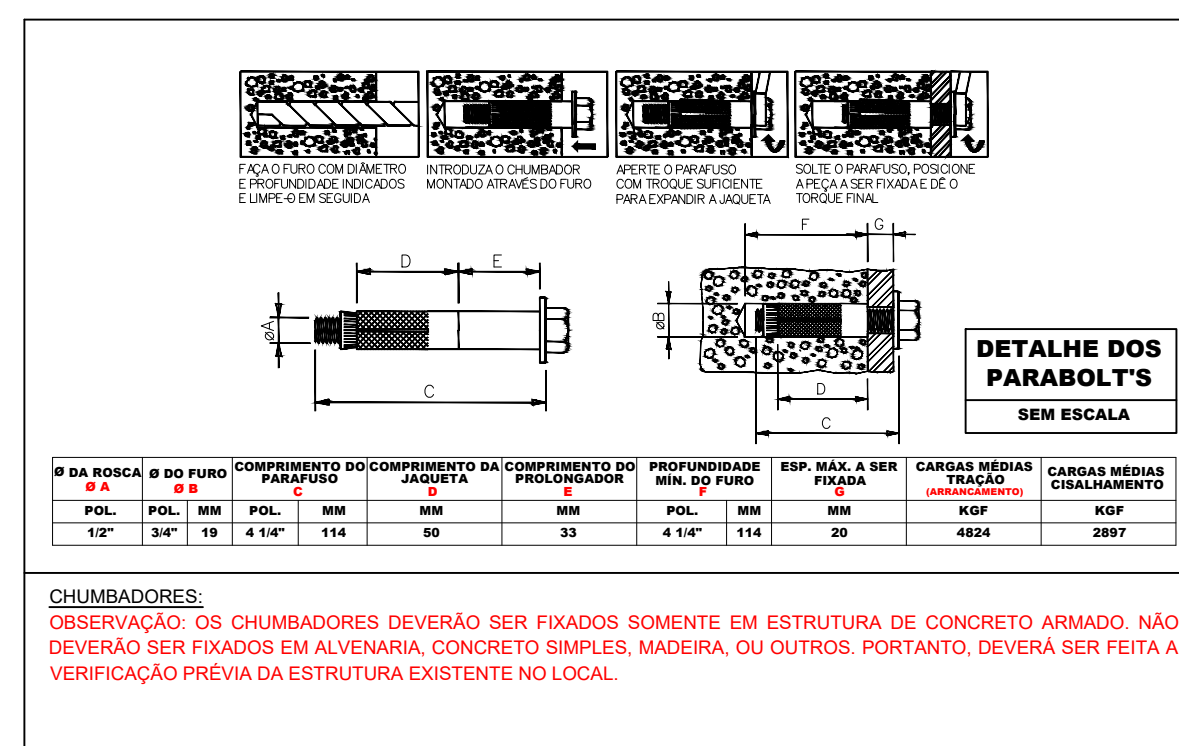 FAÇA O FURO COM DIÂMETRO
E PROFUNDIDADE INDICADOS
E LIMPE-O EM SEGUIDA
INTRODUZA O CHUMBADOR
MONTADO ATRAVÉS DO FURO
APERTE O PARAFUSO
COM TROQUE SUFICIENTE
PARA EXPANDIR A JAQUETA
SOLTE O PARAFUSO, POSICIONE
A PEÇA A SER FIXADA E DÊ O
TORQUE FINAL
D
E
øA
C
F
G
øB
D
C
DETALHE DOS
PARABOLT'S
SEM ESCALA
Ø DA ROSCA
Ø A
Ø DO FURO
Ø B
COMPRIMENTO DO
PARAFUSO
C
COMPRIMENTO DA
JAQUETA
D
COMPRIMENTO DO
PROLONGADOR
E
PROFUNDIDADE
MÍN. DO FURO
F
ESP. MÁX. A SER
FIXADA
G
CARGAS MÉDIAS
TRAÇÃO
(ARRANCAMENTO)
CARGAS MÉDIAS
CISALHAMENTO
POL. POL. MM POL. MM MM MM POL. MM MM KGF KGF
1/2" 3/4" 19 4 1/4" 114 50 33 4 1/4" 114 20 4824 2897
CHUMBADORES:
OBSERVAÇÃO: OS CHUMBADORES DEVERÃO SER FIXADOS SOMENTE EM ESTRUTURA DE CONCRETO ARMADO. NÃO
DEVERÃO SER FIXADOS EM ALVENARIA, CONCRETO SIMPLES, MADEIRA, OU OUTROS. PORTANTO, DEVERÁ SER FEITA A
VERIFICAÇÃO PRÉVIA DA ESTRUTURA EXISTENTE NO LOCAL.